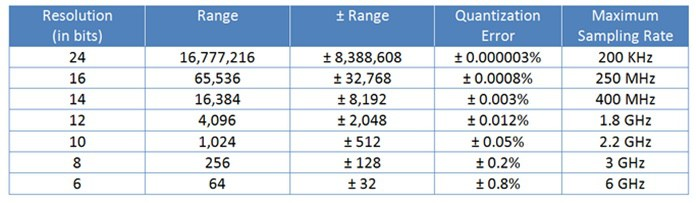 Resolution (in bits) Range ± Range Quantization Error Maximum Sampling Rate
24 16,777,216 ± 8,388,608 ± 0.000003% 200 KHz
16 65,536 ± 32,768 ± 0.0008% 250 MHz
14 16,384 ± 8,192 ± 0.003% 400 MHz
12 4,096 ± 2,048 ± 0.012% 1.8 GHz
10 1,024 ± 512 ± 0.05% 2.2 GHz
8 256 ± 128 ± 0.2% 3 GHz
6 64 ± 32 ± 0.8% 6 GHz